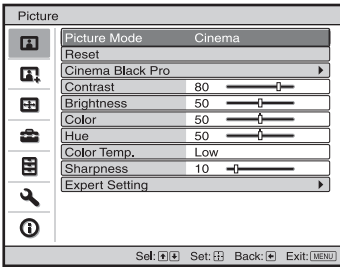 Picture
Picture Mode Cinema
Reset
Cinema Black Pro
Contrast 80
Brightness 50
Color 50
Hue 50
Color Temp. Low
Sharpness 10
Expert Setting
Sel: Set: Back: Exit: MENU